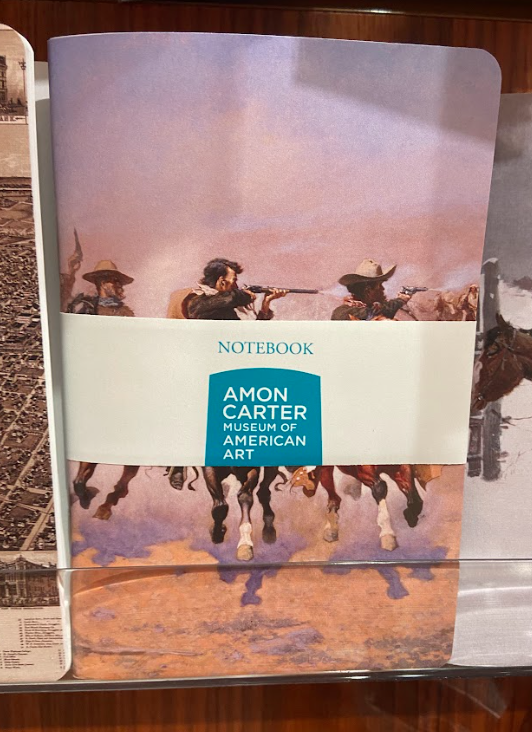 NOTEBOOK
AMON
CARTER
MUSEUM OF
AMERICAN
ART